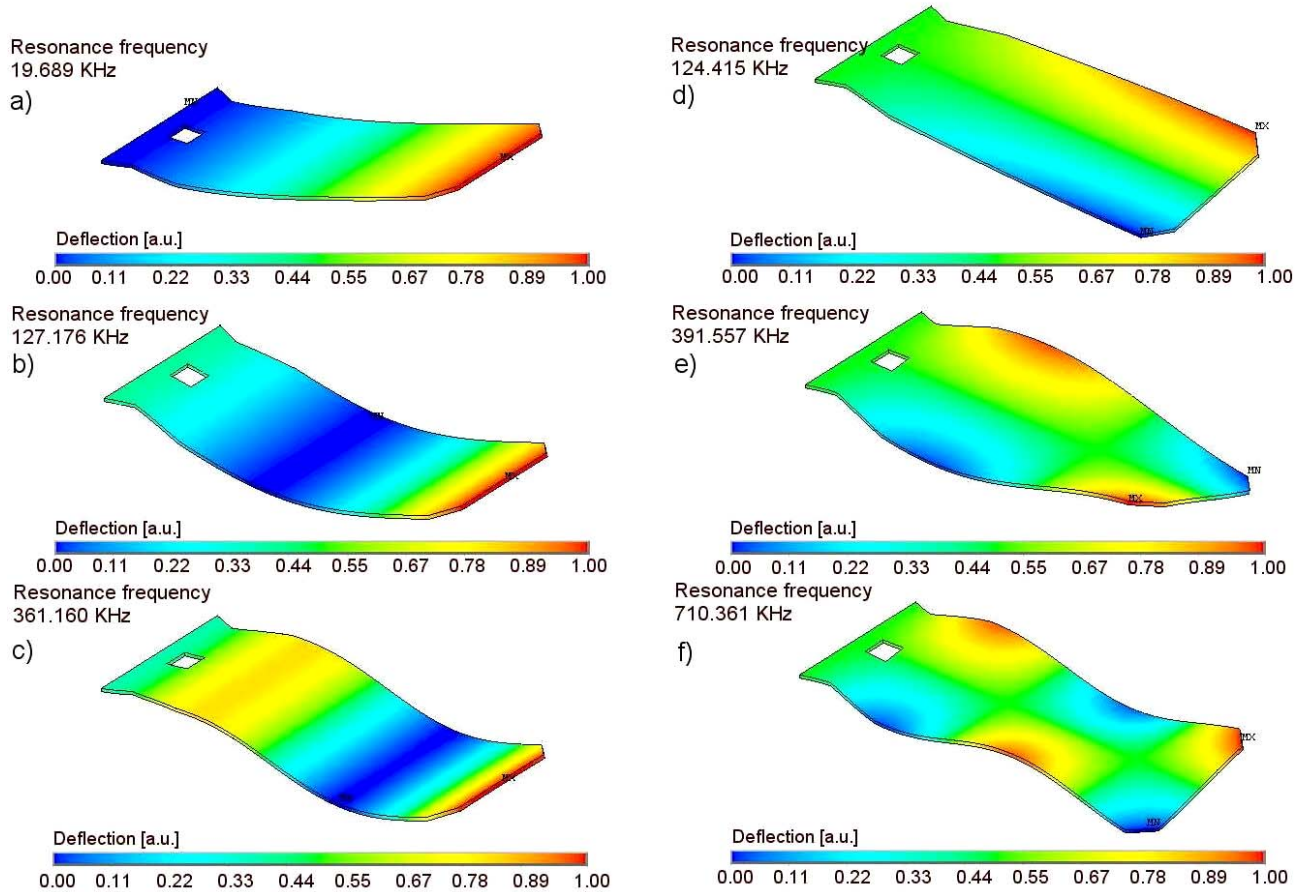 Resonance frequency
19.689 KHz
a)
MN
MX
Deflection [a.u.]
0.00 0.11 0.22 0.33 0.44 0.55 0.67 0.78 0.89 1.00
Resonance frequency
127.176 KHz
b)
MN
MX
Deflection [a.u.]
0.00 0.11 0.22 0.33 0.44 0.55 0.67 0.78 0.89 1.00
Resonance frequency
361.160 KHz
c)
MX
MN
Deflection [a.u.]
0.00 0.11 0.22 0.33 0.44 0.55 0.67 0.78 0.89 1.00
Resonance frequency
124.415 KHz
d)
MX
MN
Deflection [a.u.]
0.00 0.11 0.22 0.33 0.44 0.55 0.67 0.78 0.89 1.00
Resonance frequency
391.557 KHz
e)
MN
MX
Deflection [a.u.]
0.00 0.11 0.22 0.33 0.44 0.55 0.67 0.78 0.89 1.00
Resonance frequency
710.361 KHz
f)
MX
MN
Deflection [a.u.]
0.00 0.11 0.22 0.33 0.44 0.55 0.67 0.78 0.89 1.00